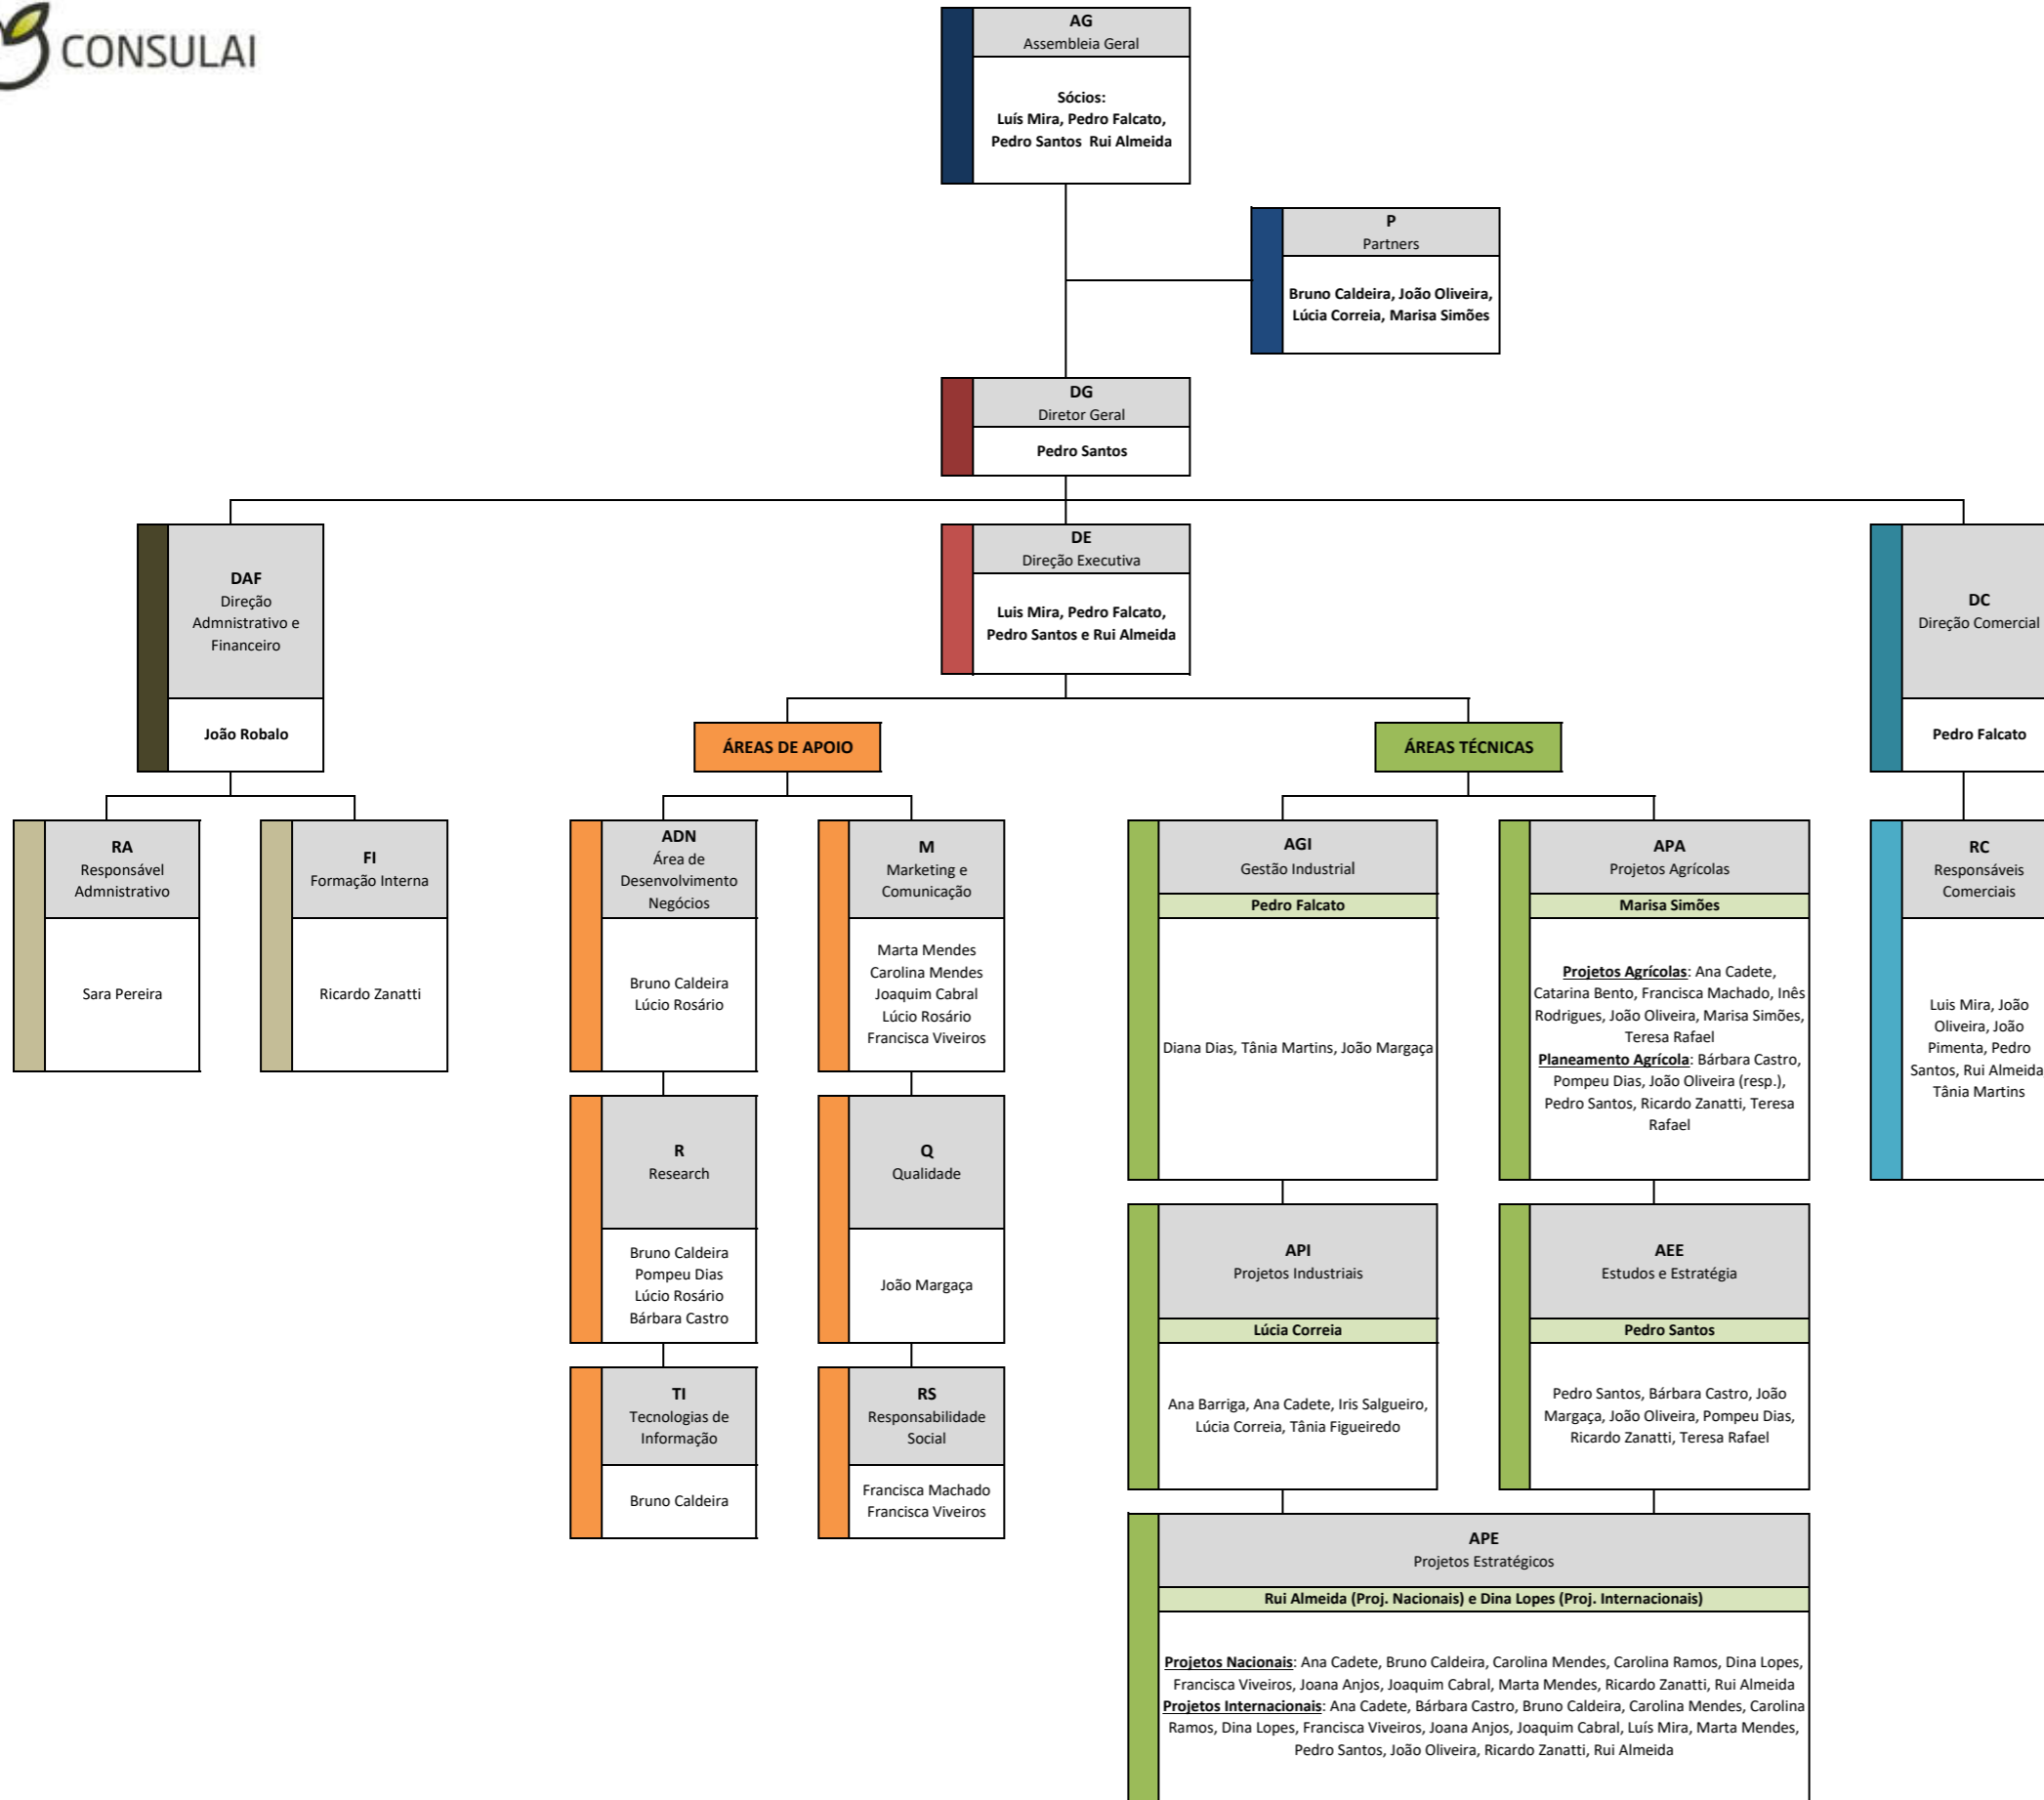 CONSULAI
AG
Assembleia Geral
Sócios:
Luís Mira, Pedro Falcato,
Pedro Santos  Rui Almeida
P
Partners
Bruno Caldeira, João Oliveira,
Lúcia Correia, Marisa Simões
DG
Diretor Geral
Pedro Santos
DAF
Direção
Admnistrativo e
Financeiro
João Robalo
DE
Direção Executiva
Luis Mira, Pedro Falcato,
Pedro Santos e Rui Almeida
DC
Direção Comercial
Pedro Falcato
ÁREAS DE APOIO
ÁREAS TÉCNICAS
RA
Responsável
Admnistrativo
Sara Pereira
FI
Formação Interna
Ricardo Zanatti
ADN
Área de
Desenvolvimento
Negócios
Bruno Caldeira
Lúcio Rosário
M
Marketing e
Comunicação
Marta Mendes
Carolina Mendes
Joaquim Cabral
Lúcio Rosário
Francisca Viveiros
AGI
Gestão Industrial
Pedro Falcato
Diana Dias, Tânia Martins, João Margaça
APA
Projetos Agrícolas
Marisa Simões
Projetos Agrícolas: Ana Cadete,
Catarina Bento, Francisca Machado, Inês
Rodrigues, João Oliveira, Marisa Simões,
Teresa Rafael
Planeamento Agrícola: Bárbara Castro,
Pompeu Dias, João Oliveira (resp.),
Pedro Santos, Ricardo Zanatti, Teresa
Rafael
RC
Responsáveis
Comerciais
Luis Mira, João
Oliveira, João
Pimenta, Pedro
Santos, Rui Almeida
Tânia Martins
R
Research
Bruno Caldeira
Pompeu Dias
Lúcio Rosário
Bárbara Castro
Q
Qualidade
João Margaça
API
Projetos Industriais
Lúcia Correia
Ana Barriga, Ana Cadete, Iris Salgueiro,
Lúcia Correia, Tânia Figueiredo
AEE
Estudos e Estratégia
Pedro Santos
Pedro Santos, Bárbara Castro, João
Margaça, João Oliveira, Pompeu Dias,
Ricardo Zanatti, Teresa Rafael
TI
Tecnologias de
Informação
Bruno Caldeira
RS
Responsabilidade
Social
Francisca Machado
Francisca Viveiros
APE
Projetos Estratégicos
Rui Almeida (Proj. Nacionais) e Dina Lopes (Proj. Internacionais)
Projetos Nacionais: Ana Cadete, Bruno Caldeira, Carolina Mendes, Carolina Ramos, Dina Lopes,
Francisca Viveiros, Joana Anjos, Joaquim Cabral, Marta Mendes, Ricardo Zanatti, Rui Almeida
Projetos Internacionais: Ana Cadete, Bárbara Castro, Bruno Caldeira, Carolina Mendes, Carolina
Ramos, Dina Lopes, Francisca Viveiros, Joana Anjos, Joaquim Cabral, Luís Mira, Marta Mendes,
Pedro Santos, João Oliveira, Ricardo Zanatti, Rui Almeida